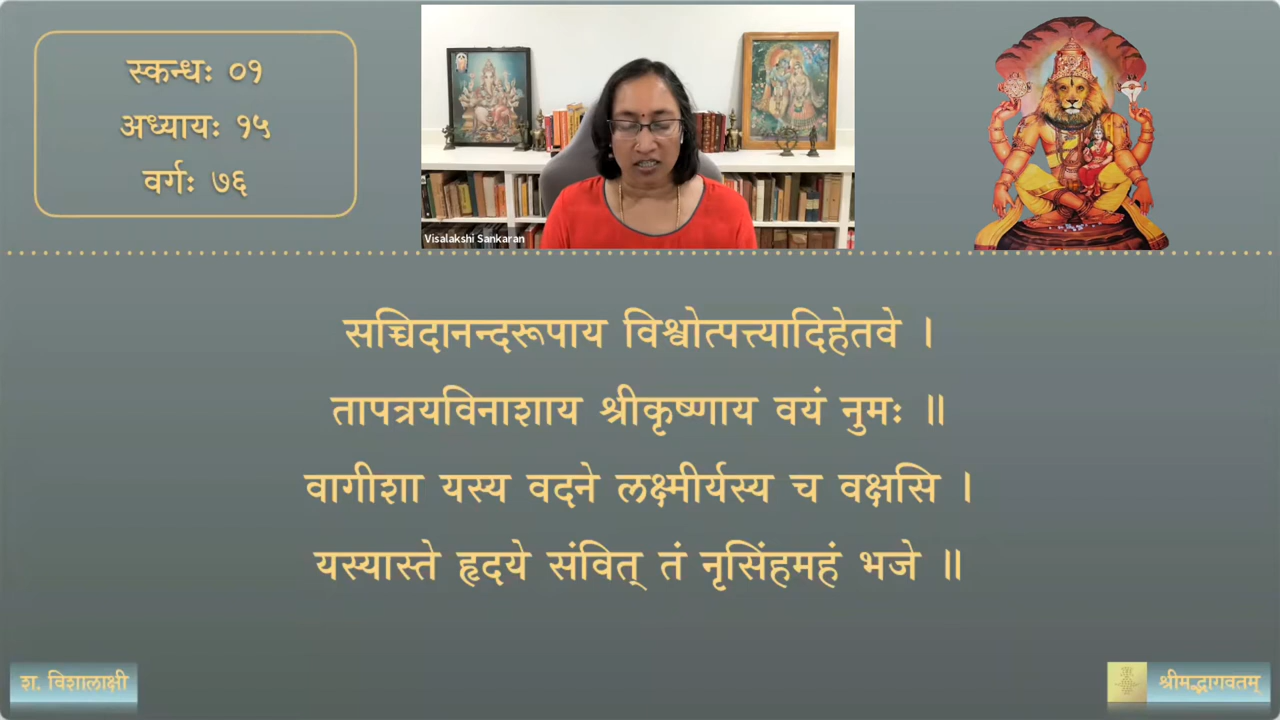 स्कन्धः ०१
अध्यायः १५
वर्गः ७६
Visalakshi Sankaran
सच्चिदानन्दरूपाय विश्वोत्पत्त्यादिहेतवे ।
तापत्रयविनाशाय श्रीकृष्णाय वयं नुमः ॥
वागीशा यस्य वदने लक्ष्मीर्यस्य च वक्षसि ।
यस्यास्ते हृदये संवित् तं नृसिंहमहं भजे ॥
श. विशालाक्षी
श्रीमद्भागवतम्